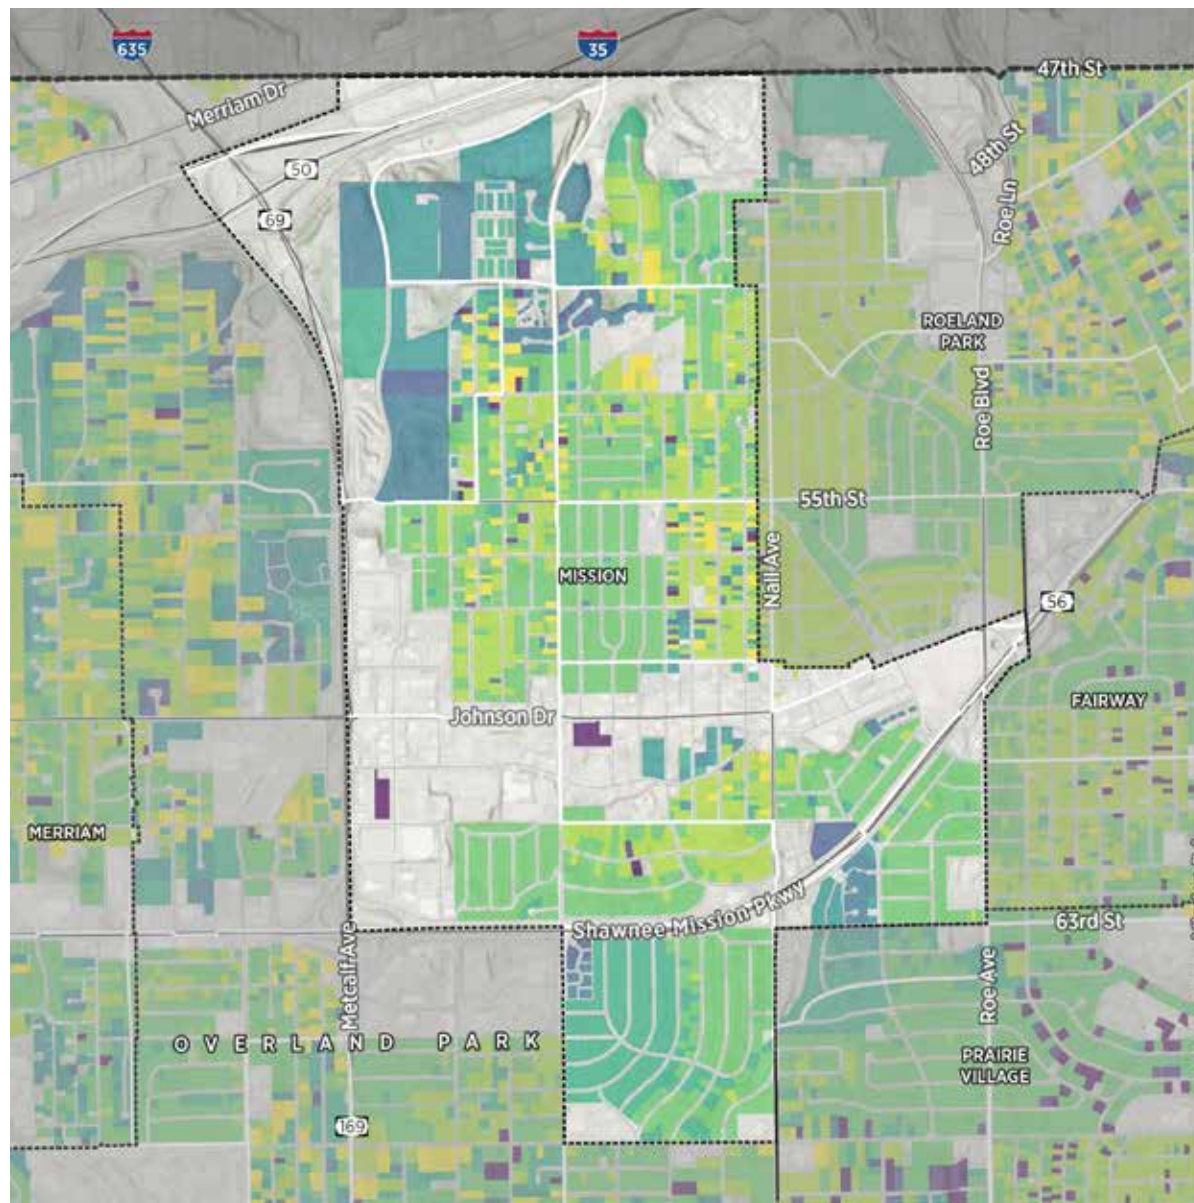 635
35
47th St
Merriam Dr
48th St
50
69
Roe Ln
ROELAND
PARK
Roe Blvd
55th St
Nall Ave
MISSION
56
FAIRWAY
Johnson Dr
MERRIAM
Shawnee Mission Pkwy
63rd St
Metcalf Ave
Roe Ave
OVERLAND PARK
PRAIRIE
VILLAGE
169